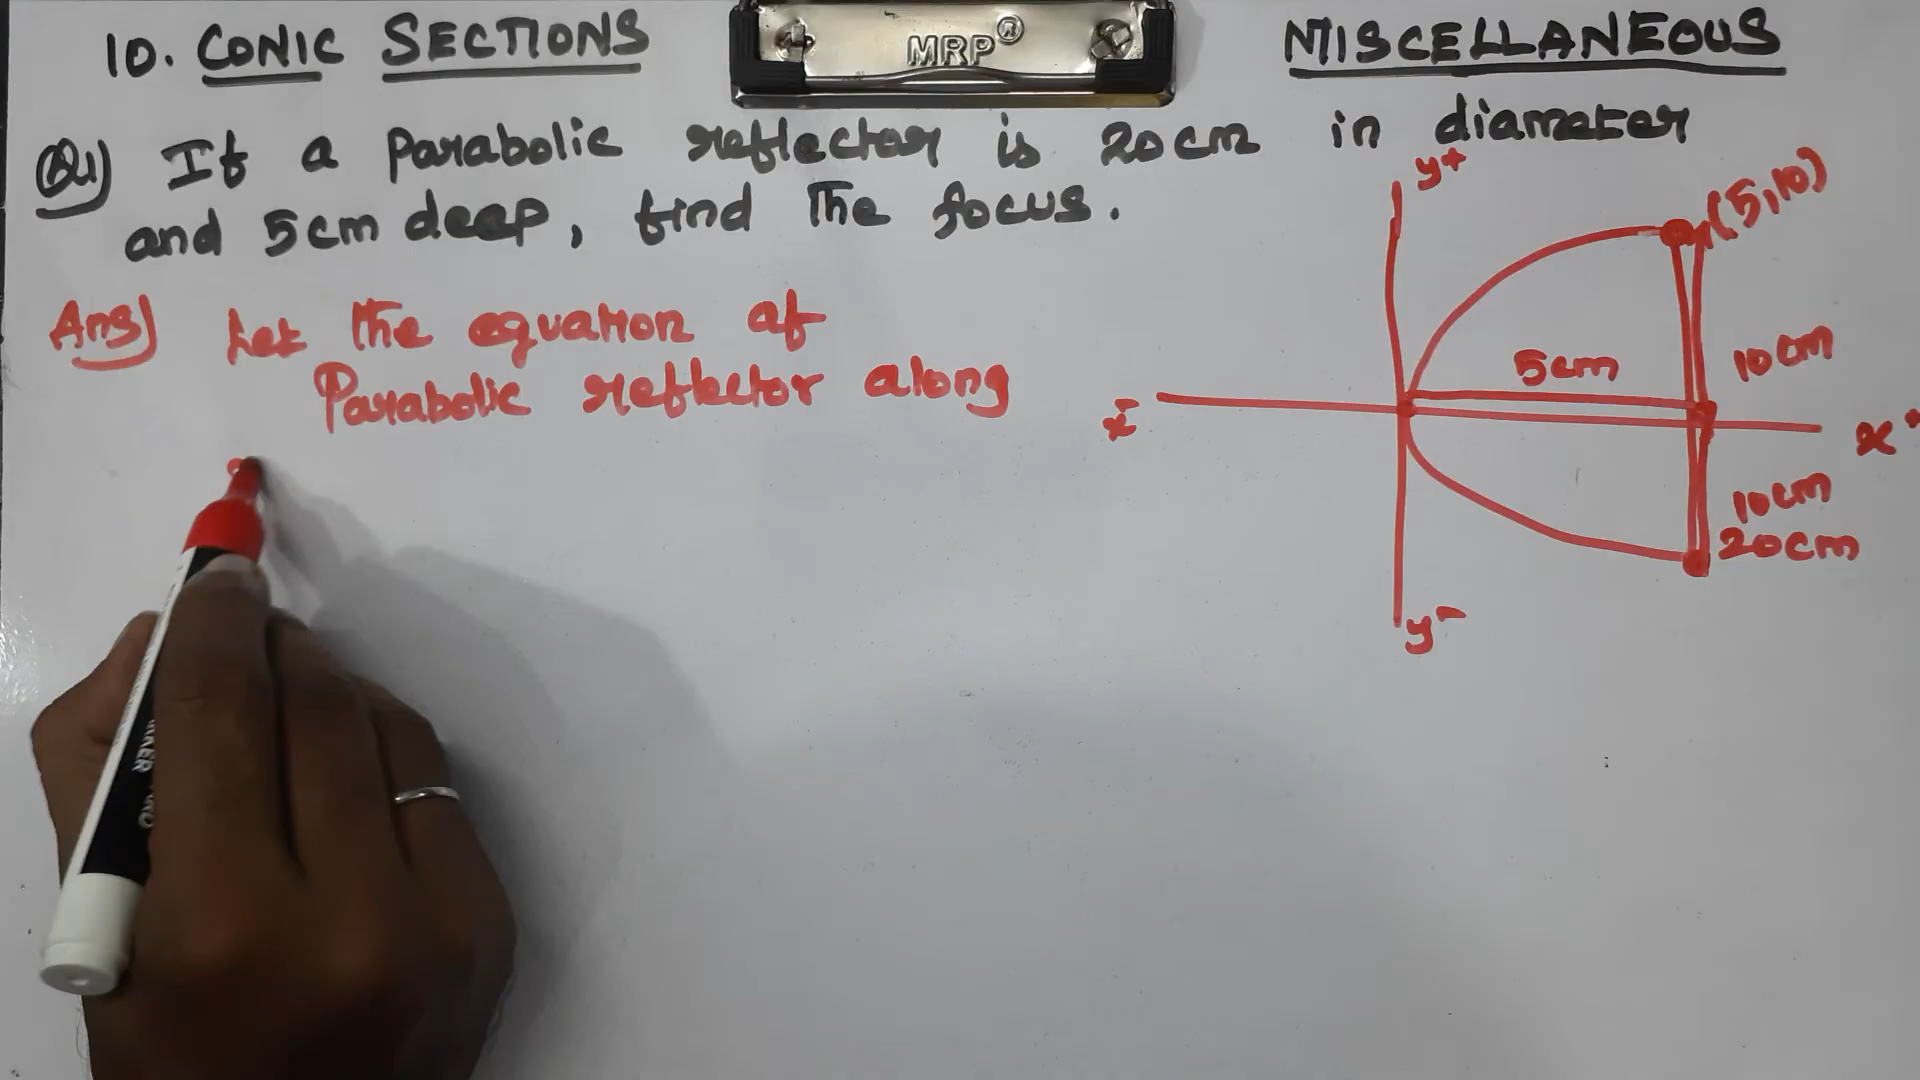 10. CONIC SECTIONS
MRP®
MISCELLANEOUS
Q1) If a parabolic reflector is 20cm in diameter
and 5cm deep, find the focus.
Ans) Let the equation of
Parabolic reflector along
y+
(5,10)
5cm
10cm
x-
x+
10cm
20cm
y-